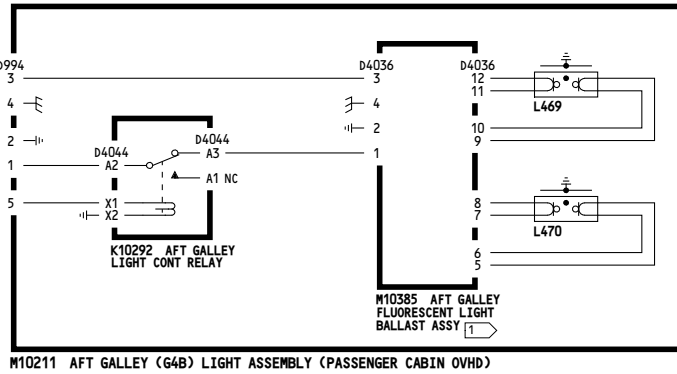 D994 D4036 D4036
3 3 12
11 L469
4 4
2 2 10
D4044 D4044 9
1 A2 A3 1
A1 NC
5 X1 8
X2 7
L470
K10292 AFT GALLEY
LIGHT CONT RELAY
6
5
M10385 AFT GALLEY
FLUORESCENT LIGHT
BALLAST ASSY 1
M10211 AFT GALLEY (G4B) LIGHT ASSEMBLY (PASSENGER CABIN OVHD)